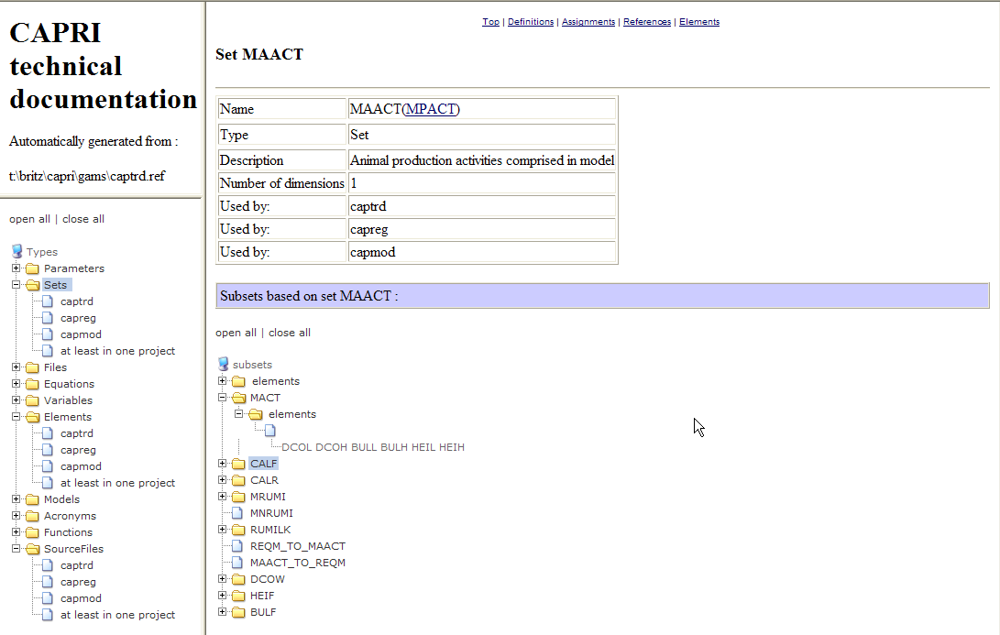 CAPRI
technical
documentation
Automatically generated from :
t:\britz\capri\gams\captrd.ref
open all | close all
Types
Parameters
Sets
captrd
capreg
capmod
at least in one project
Files
Equations
Variables
Elements
captrd
capreg
capmod
at least in one project
Models
Acronyms
Functions
SourceFiles
captrd
capreg
capmod
at least in one project
Top | Definitions | Assignments | References | Elements
Set MAACT
Name MAACT(MPACT)
Type Set
Description Animal production activities comprised in model
Number of dimensions 1
Used by: captrd
Used by: capreg
Used by: capmod
Subsets based on set MAACT :
open all | close all
subsets
elements
MACT
elements
DCOL DCOH BULL BULH HEIL HEIH
CALF
CALR
MRUMI
MNRUMI
RUMILK
REQM_TO_MAACT
MAACT_TO_REQM
DCOW
HEIF
BULF